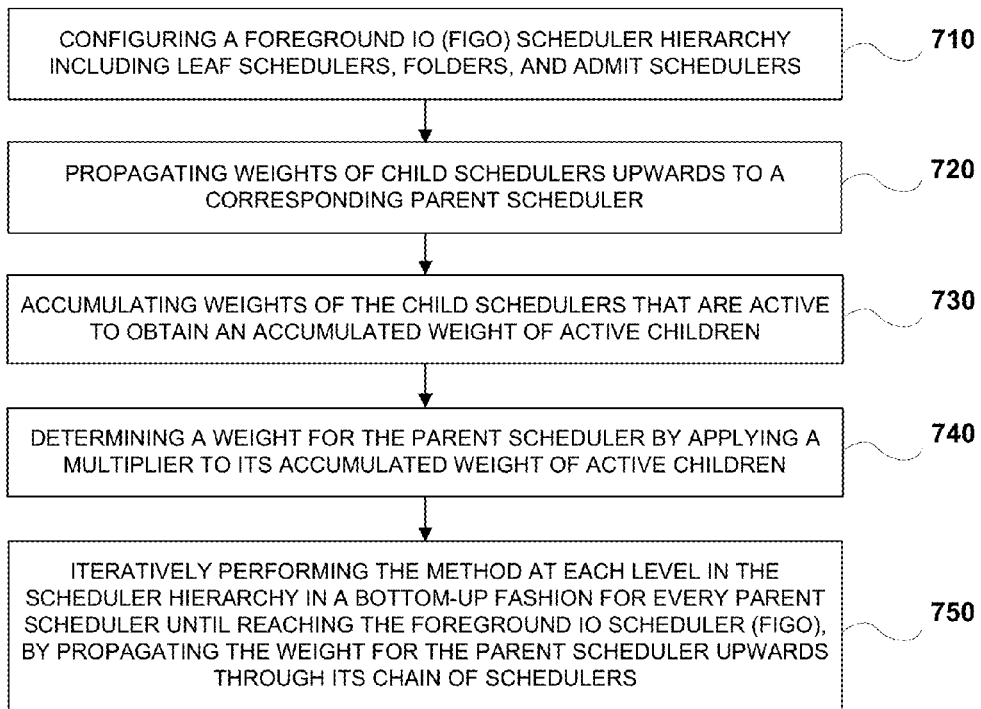 CONFIGURING A FOREGROUND IO (FIGO) SCHEDULER HIERARCHY
INCLUDING LEAF SCHEDULERS, FOLDERS, AND ADMIT SCHEDULERS
710
PROPAGATING WEIGHTS OF CHILD SCHEDULERS UPWARDS TO A
CORRESPONDING PARENT SCHEDULER
720
ACCUMULATING WEIGHTS OF THE CHILD SCHEDULERS THAT ARE ACTIVE
TO OBTAIN AN ACCUMULATED WEIGHT OF ACTIVE CHILDREN
730
DETERMINING A WEIGHT FOR THE PARENT SCHEDULER BY APPLYING A
MULTIPLIER TO ITS ACCUMULATED WEIGHT OF ACTIVE CHILDREN
740
ITERATIVELY PERFORMING THE METHOD AT EACH LEVEL IN THE
SCHEDULER HIERARCHY IN A BOTTOM-UP FASHION FOR EVERY PARENT
SCHEDULER UNTIL REACHING THE FOREGROUND IO SCHEDULER (FIGO),
BY PROPAGATING THE WEIGHT FOR THE PARENT SCHEDULER UPWARDS
THROUGH ITS CHAIN OF SCHEDULERS
750